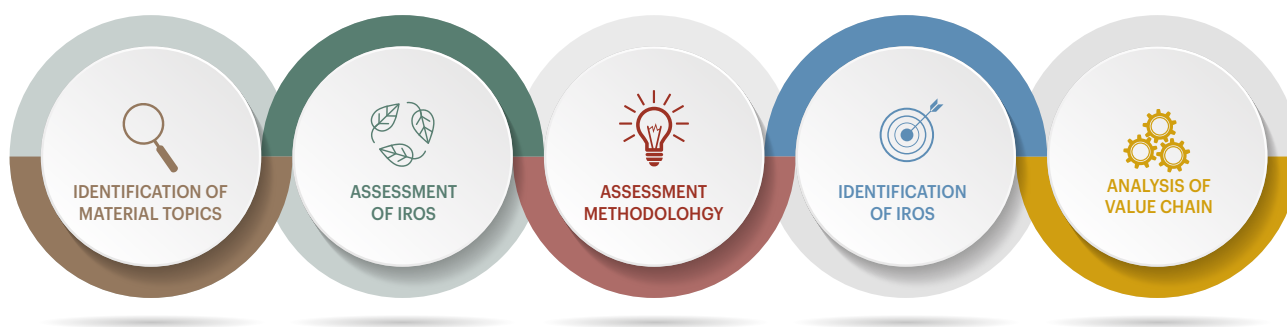 IDENTIFICATION OF
MATERIAL TOPICS
ASSESSMENT
OF IROS
ASSESSMENT
METHODOLOHGY
IDENTIFICATION
OF IROS
ANALYSIS OF
VALUE CHAIN